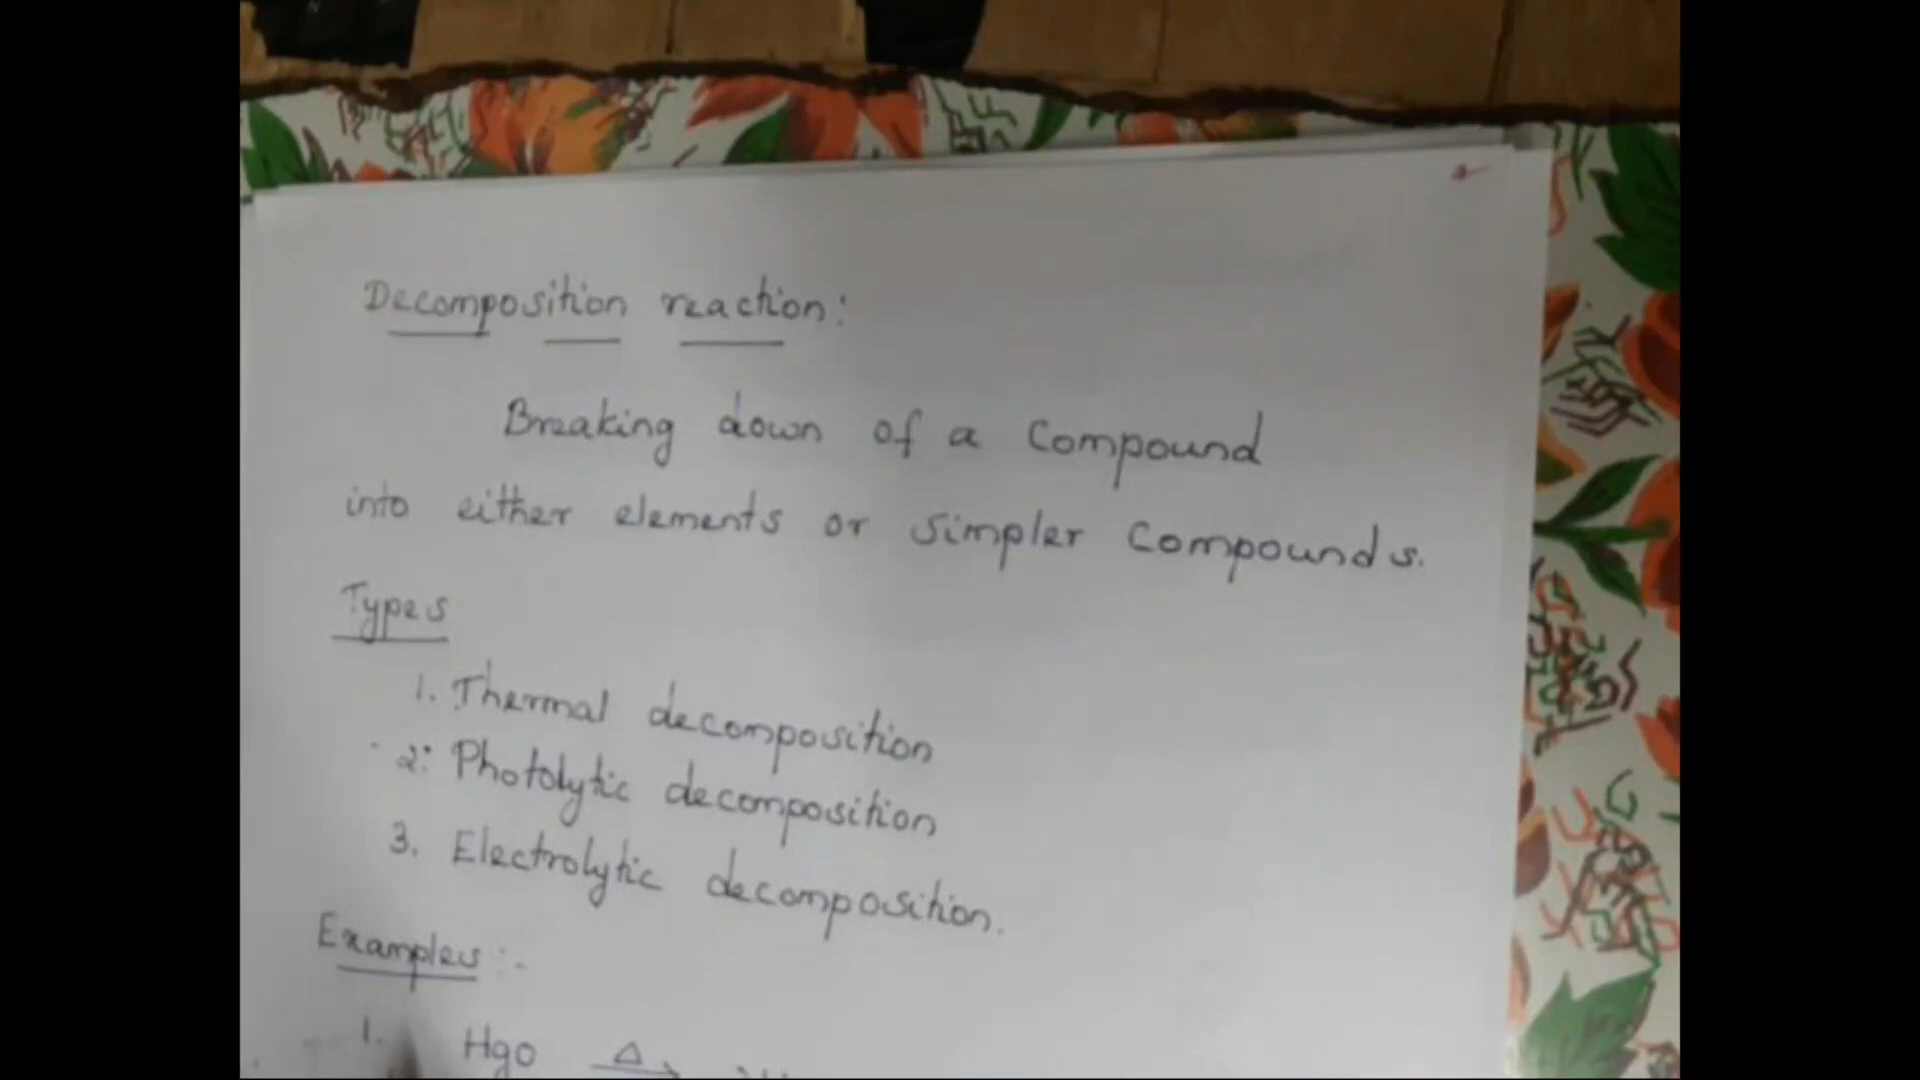 Decomposition reaction:
Breaking down of a Compound
into either elements or simpler Compounds.
Types
1. Thermal decomposition
2. Photolytic decomposition
3. Electrolytic decomposition.
Examples :-
1. HgO Δ→